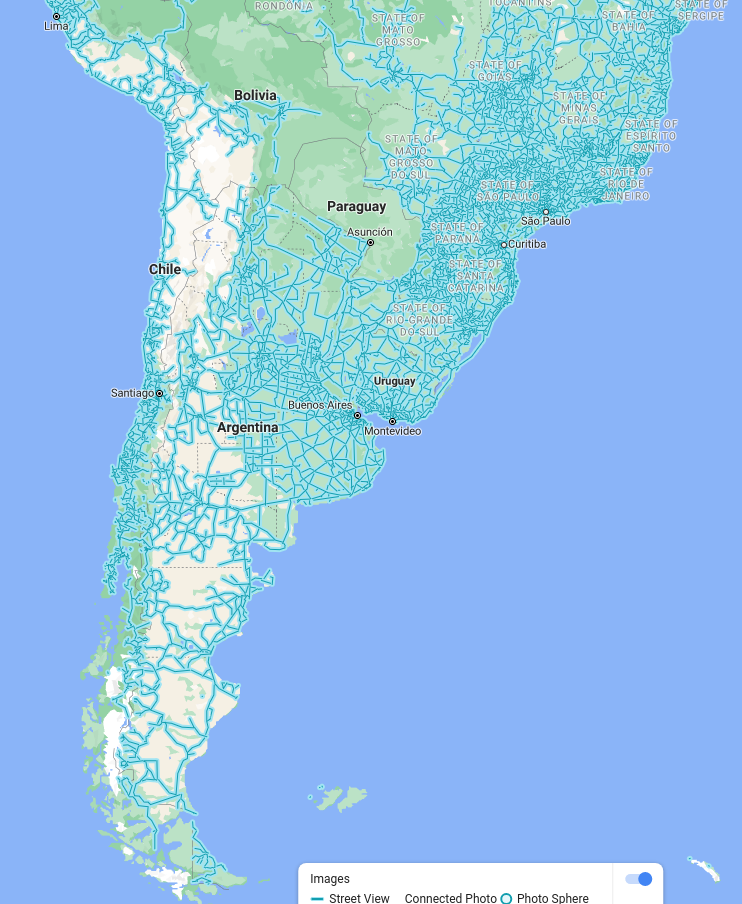 RONDÔNIA
TOCANTINS
STATE OF
SERGIPE
Lima
STATE OF
MATO
GROSSO
STATE OF
BAHIA
STATE OF
GOIÁS
Bolivia
STATE OF
MINAS
GERAIS
STATE OF
ESPÍRITO
SANTO
STATE OF
MATO
GROSSO
DO SUL
STATE OF
RIO DE
JANEIRO
STATE OF
SÃO PAULO
Paraguay
São Paulo
Asunción
STATE OF
PARANÁ
Curitiba
Chile
STATE OF
SANTA
CATARINA
STATE OF
RIO GRANDE
DO SUL
Uruguay
Santiago
Buenos Aires
Argentina
Montevideo
Images
Street View Connected Photo Photo Sphere